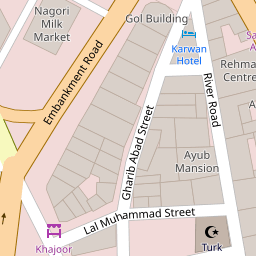 Nagori
Milk
Market
Gol Building
Karwan
Hotel
Rehm
Centre
Embankment Road
River Road
Gharib Abad Street
Ayub
Mansion
Lal Muhammad Street
Khajoor
Turk